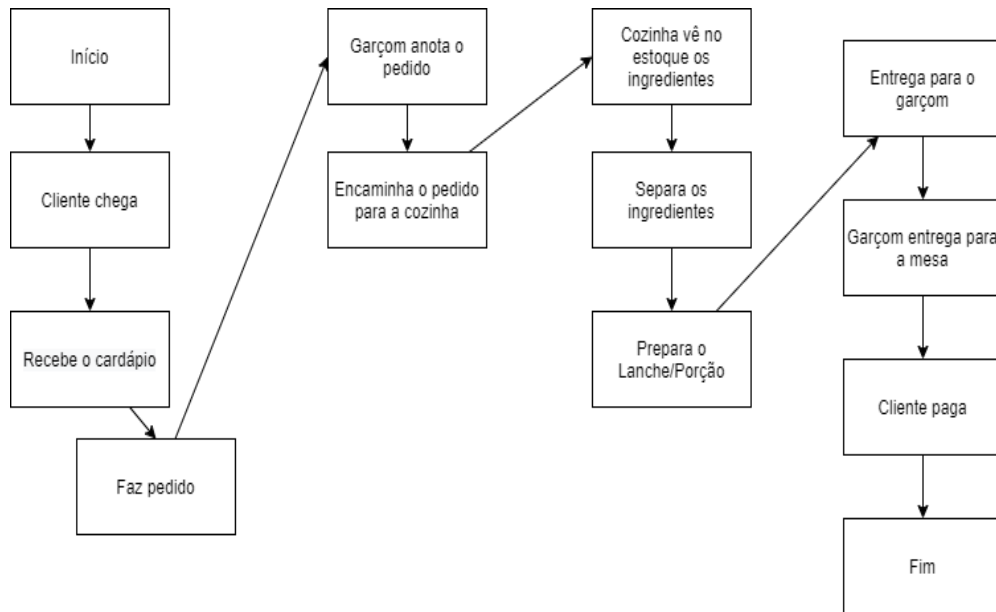 Início
Cliente chega
Recebe o cardápio
Faz pedido
Garçom anota o
pedido
Encaminha o pedido
para a cozinha
Cozinha vê no
estoque os
ingredientes
Separa os
ingredientes
Prepara o
Lanche/Porção
Entrega para o
garçom
Garçom entrega para
a mesa
Cliente paga
Fim